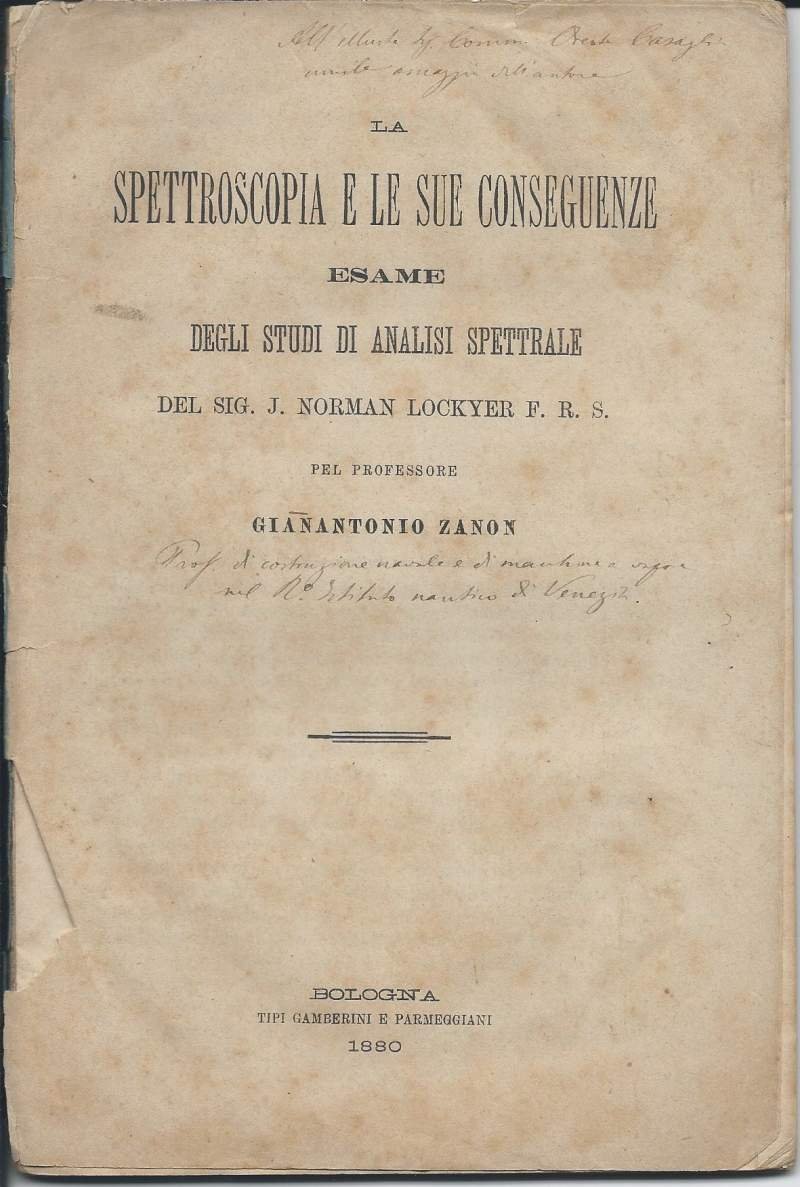 All'illustre Sig. Comm. Oreste
umile omaggio dell'autore
LA
SPETTROSCOPIA E LE SUE CONSEGUENZE
ESAME
DEGLI STUDI DI ANALISI SPETTRALE
DEL SIG. J. NORMAN LOCKYER F. R. S.
PEL PROFESSORE
GIANANTONIO ZANON
Prof. di costruzione navale e di macchine a vapore
nel R.o Istituto nautico di Venezia.
BOLOGNA
TIPI GAMBERINI E PARMEGGIANI
1880